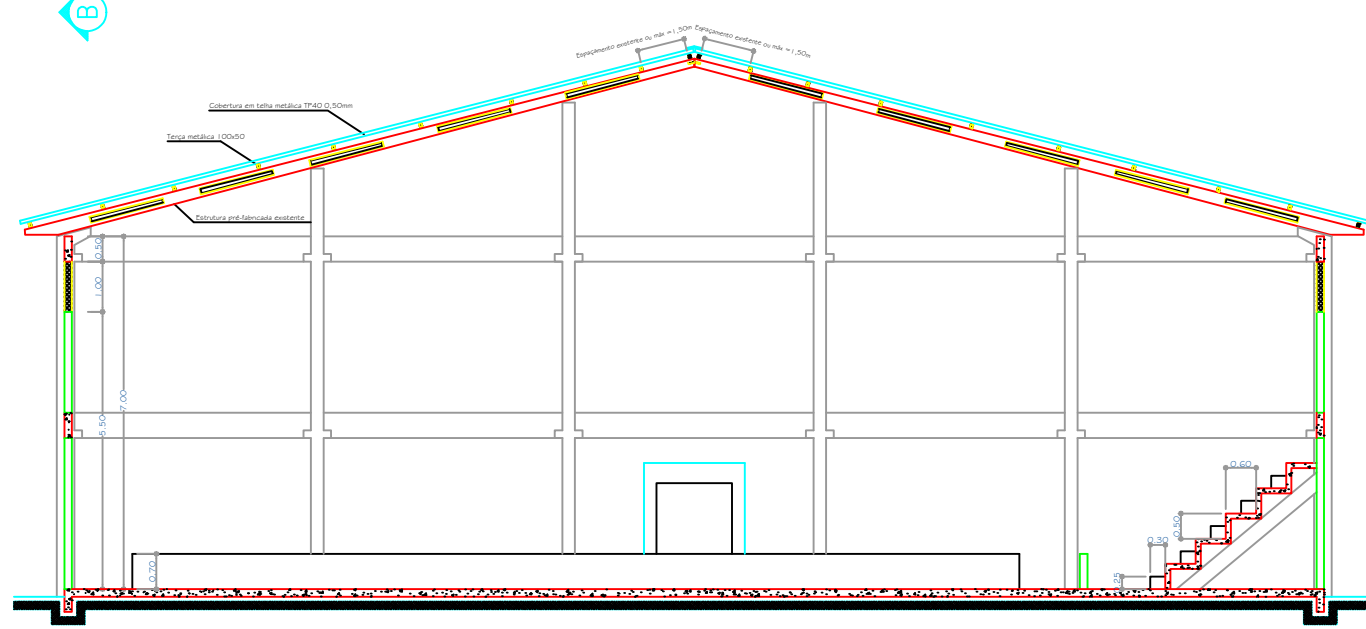 B
Espaçamento existente ou máx =1,50m
Espaçamento existente ou máx =1,50m
Cobertura em telha metálica TP40 0,50mm
Terça metálica 100x50
Estrutura pré-fabricada existente
0.50
1.00
7.00
5.50
0.60
0.50
0.30
.25
0.70